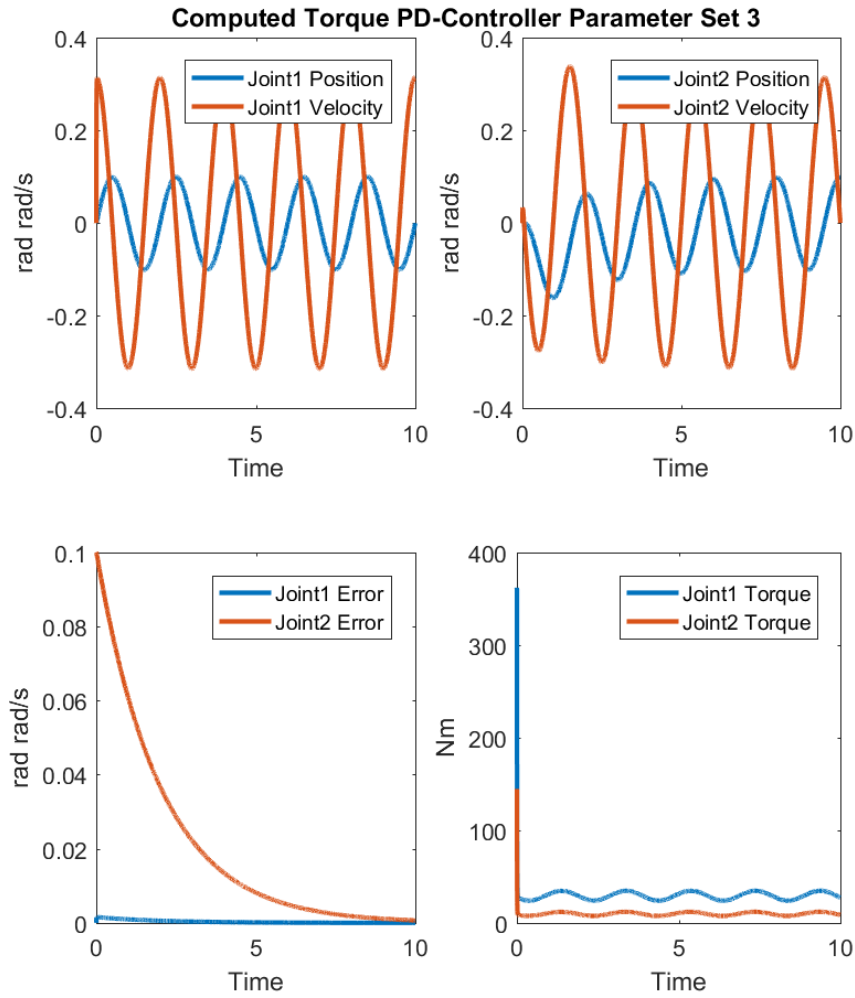 Computed Torque PD-Controller Parameter Set 3
0.4
0.2
0
-0.2
-0.4
rad rad/s
0
5
10
Time
Joint1 Position
Joint1 Velocity
0.4
0.2
0
-0.2
-0.4
rad rad/s
0
5
10
Time
Joint2 Position
Joint2 Velocity
0.1
0.08
0.06
0.04
0.02
0
rad rad/s
0
5
10
Time
Joint1 Error
Joint2 Error
400
300
200
100
0
Nm
0
5
10
Time
Joint1 Torque
Joint2 Torque